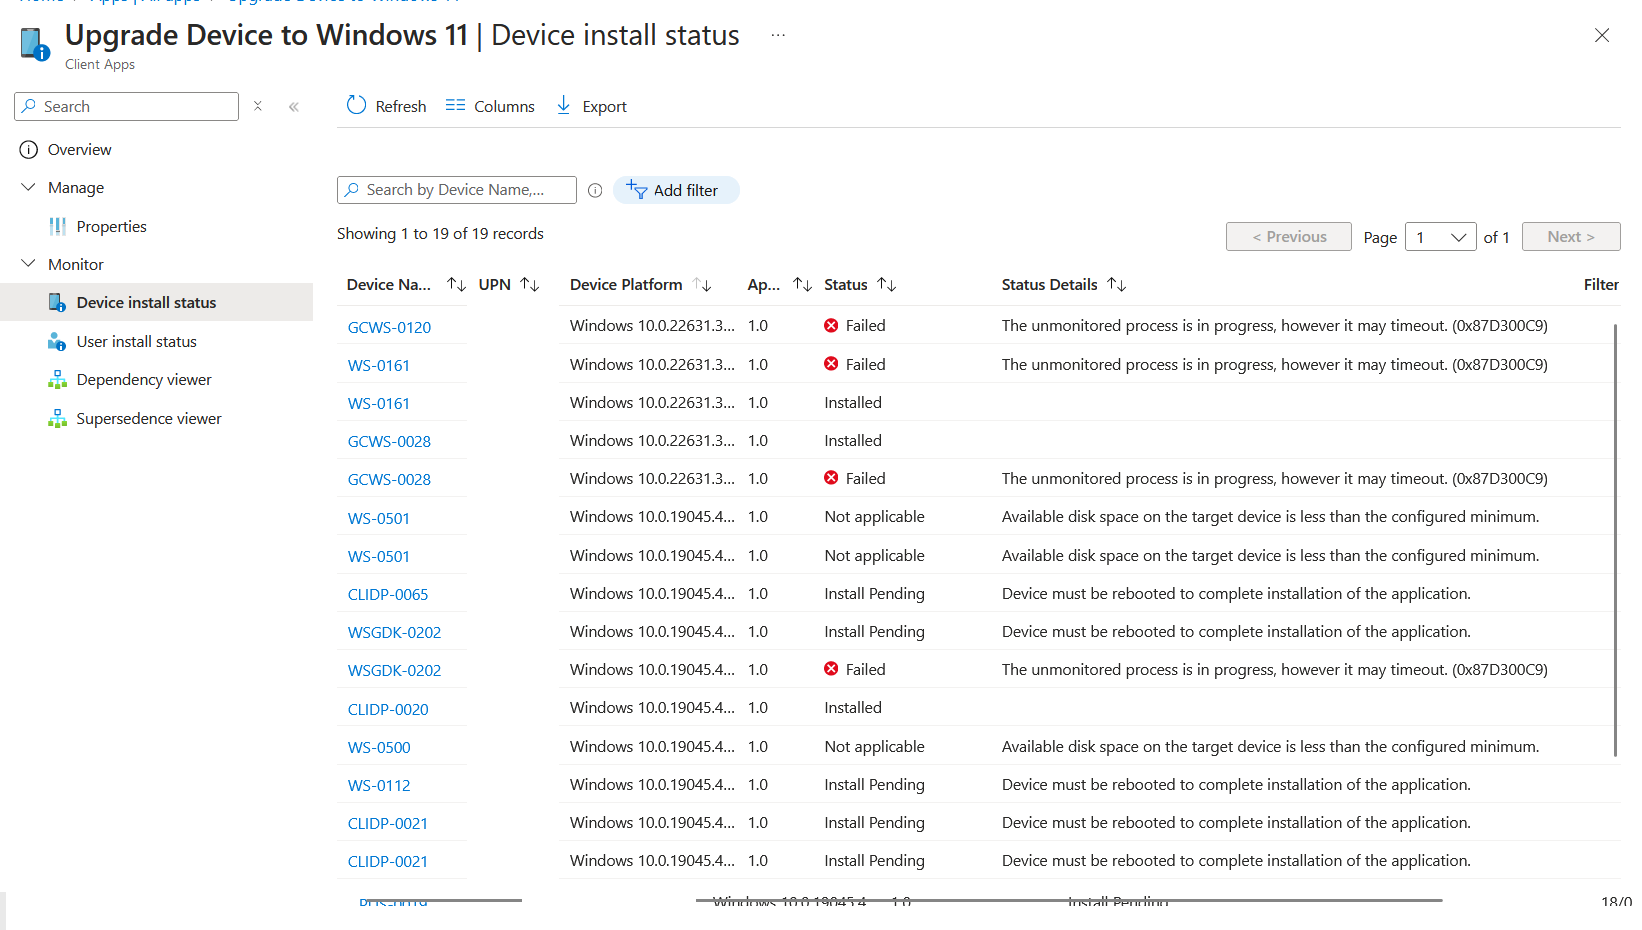 Home > Apps | All apps > Upgrade Device to Windows 11
Upgrade Device to Windows 11 | Device install status ...
Client Apps
Search
Refresh Columns Export
Overview
Manage
Properties
Monitor
Device install status
User install status
Dependency viewer
Supersedence viewer
Search by Device Name,... Add filter
Showing 1 to 19 of 19 records
< Previous Page 1 of 1 Next >
Device Na... UPN Device Platform Ap... Status Status Details Filter
GCWS-0120 Windows 10.0.22631.3... 1.0 Failed The unmonitored process is in progress, however it may timeout. (0x87D300C9)
WS-0161 Windows 10.0.22631.3... 1.0 Failed The unmonitored process is in progress, however it may timeout. (0x87D300C9)
WS-0161 Windows 10.0.22631.3... 1.0 Installed
GCWS-0028 Windows 10.0.22631.3... 1.0 Installed
GCWS-0028 Windows 10.0.22631.3... 1.0 Failed The unmonitored process is in progress, however it may timeout. (0x87D300C9)
WS-0501 Windows 10.0.19045.4... 1.0 Not applicable Available disk space on the target device is less than the configured minimum.
WS-0501 Windows 10.0.19045.4... 1.0 Not applicable Available disk space on the target device is less than the configured minimum.
CLIDP-0065 Windows 10.0.19045.4... 1.0 Install Pending Device must be rebooted to complete installation of the application.
WSGDK-0202 Windows 10.0.19045.4... 1.0 Install Pending Device must be rebooted to complete installation of the application.
WSGDK-0202 Windows 10.0.19045.4... 1.0 Failed The unmonitored process is in progress, however it may timeout. (0x87D300C9)
CLIDP-0020 Windows 10.0.19045.4... 1.0 Installed
WS-0500 Windows 10.0.19045.4... 1.0 Not applicable Available disk space on the target device is less than the configured minimum.
WS-0112 Windows 10.0.19045.4... 1.0 Install Pending Device must be rebooted to complete installation of the application.
CLIDP-0021 Windows 10.0.19045.4... 1.0 Install Pending Device must be rebooted to complete installation of the application.
CLIDP-0021 Windows 10.0.19045.4... 1.0 Install Pending Device must be rebooted to complete installation of the application.
Windows 10.0.19045.4 1.0 Install Pending 18/0